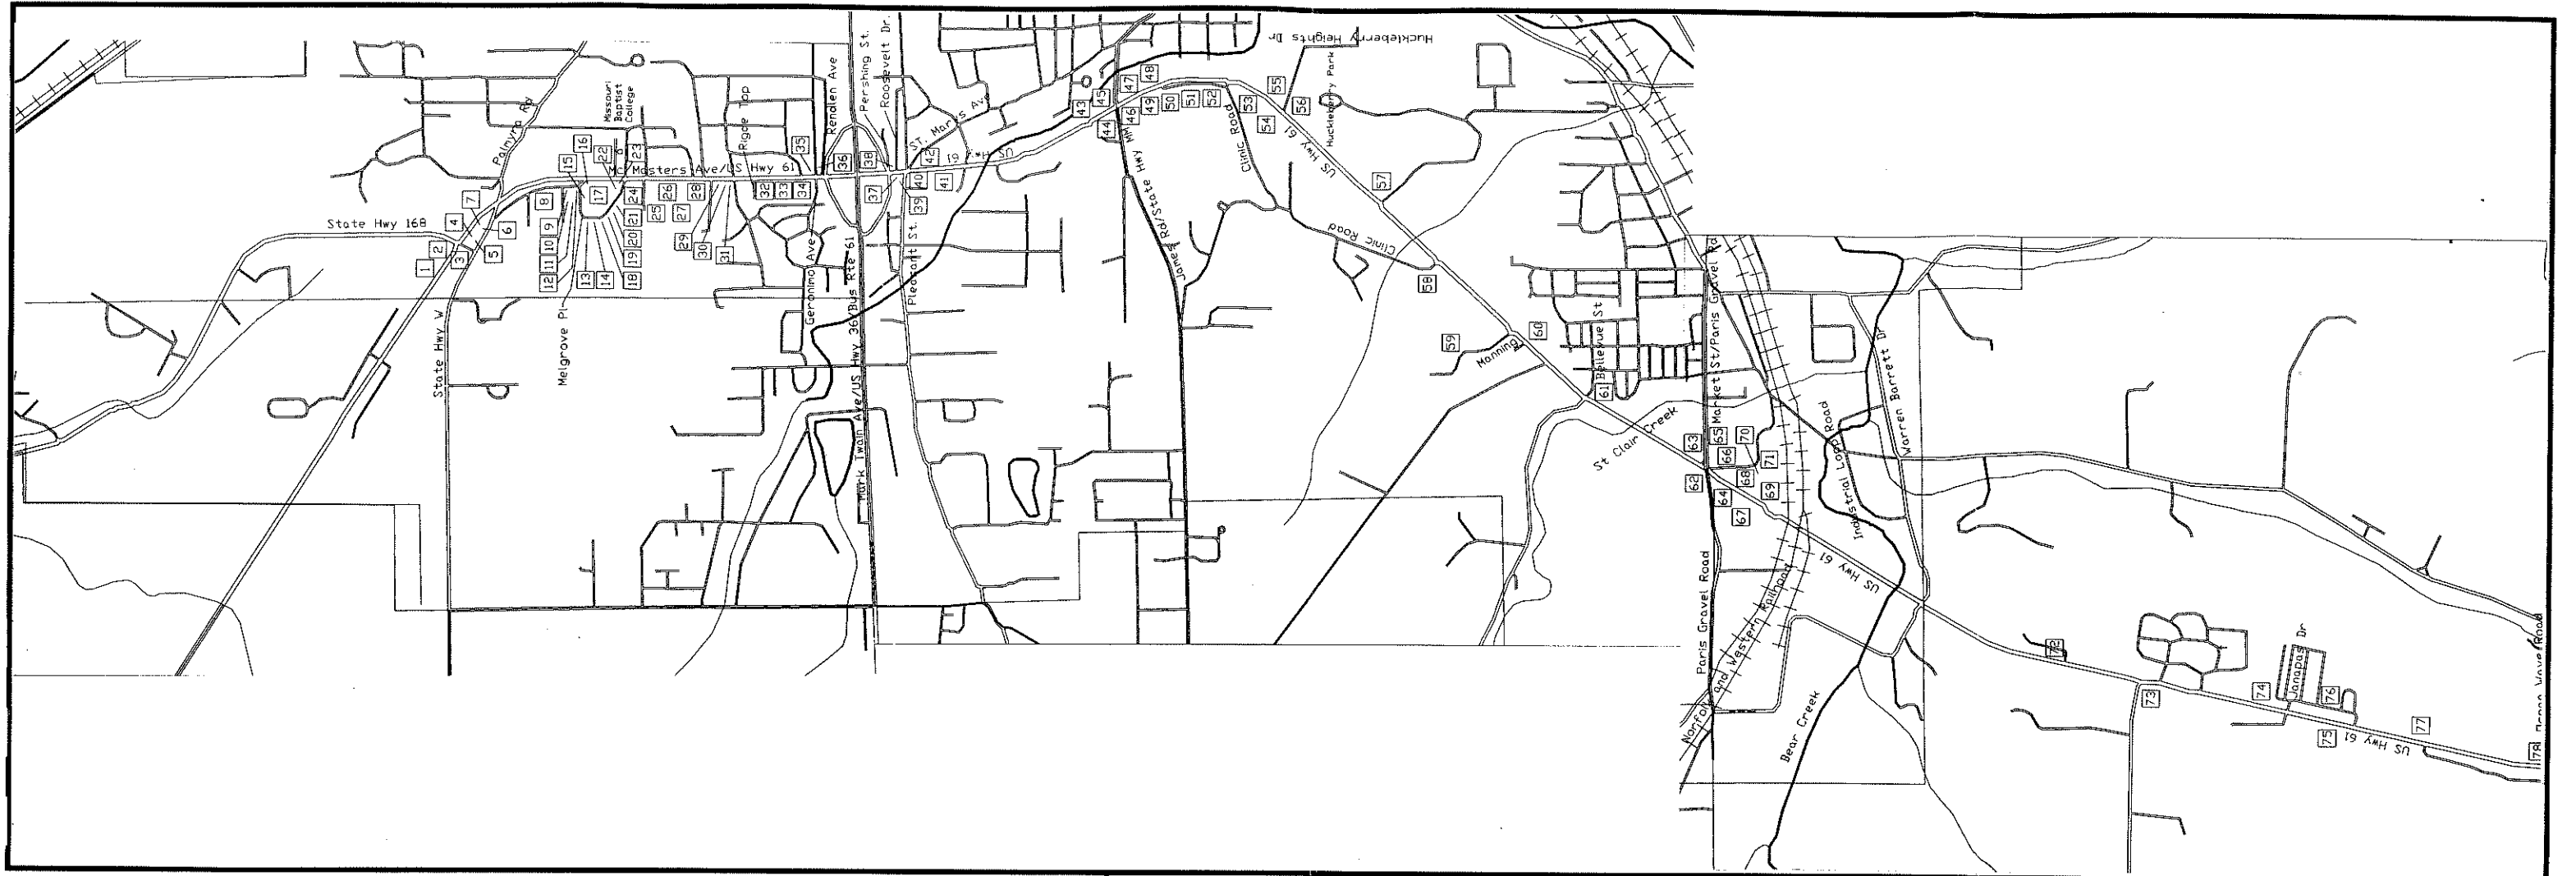 State Hwy 168
Palmyra Rd
Missouri
Baptist
College
Mc Masters Ave/US Hwy 61
State Hwy W
Melgrove Pl
Geronimo Ave
Rendlen Ave
Pershing St.
Roosevelt Dr.
ST. Marks Ave
US Hwy 61
Mark Twain Ave/US Hwy 36/Bus Rte 61
Pleasant St.
Huckleberry Heights Dr
Huckleberry Park
Clinic Road
US Hwy 61
Clinic Road
Manning
Bellevue St
St Clair Creek
Market St/Paris Gravel Rd
Paris Gravel Road
Norfolk and Western Railroad
Industrial Loop Road
Warren Barrett Dr
US Hwy 61
Bear Creek
Janapas Dr
US Hwy 61
1
2
3
4
5
6
7
8
9
10
11
12
13
14
15
16
17
18
19
20
21
22
23
24
25
26
27
28
29
30
31
32
33
34
35
36
37
38
39
40
41
42
43
44
45
46
47
48
49
50
51
52
53
54
55
56
57
58
59
60
61
62
63
64
65
66
67
68
69
70
71
72
73
74
75
76
77
78